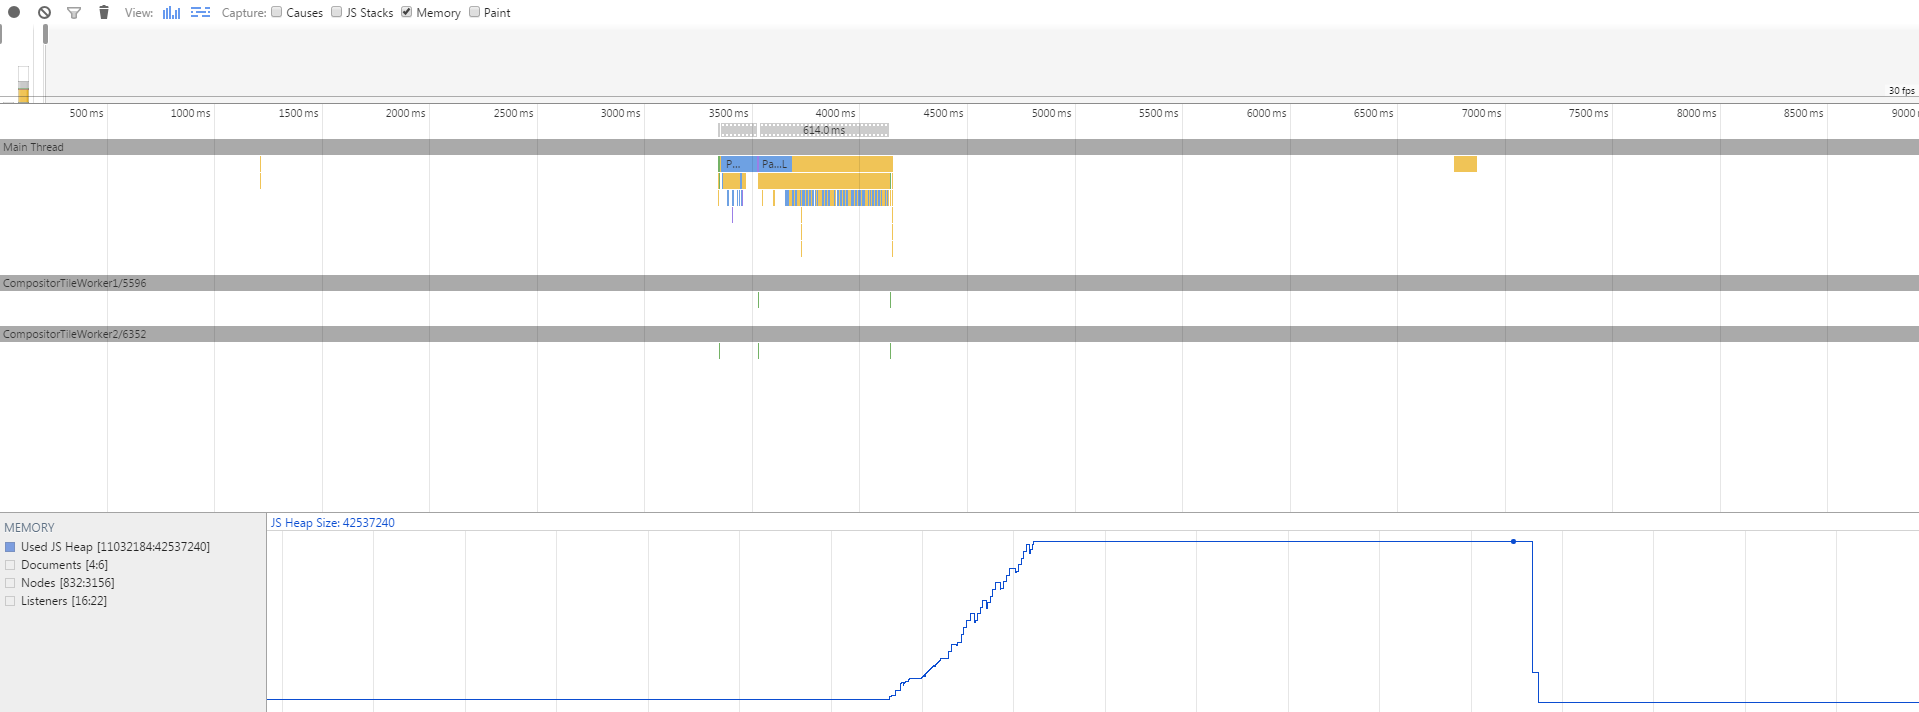 View: Capture: Causes JS Stacks Memory Paint
30 fps
500 ms 1000 ms 1500 ms 2000 ms 2500 ms 3000 ms 3500 ms 4000 ms 4500 ms 5000 ms 5500 ms 6000 ms 6500 ms 7000 ms 7500 ms 8000 ms 8500 ms 9000
614.0 ms
Main Thread
P... Pa...L
CompositorTileWorker1/5596
CompositorTileWorker2/6352
JS Heap Size: 42537240
MEMORY
Used JS Heap [11032184:42537240]
Documents [4:6]
Nodes [832:3156]
Listeners [16:22]